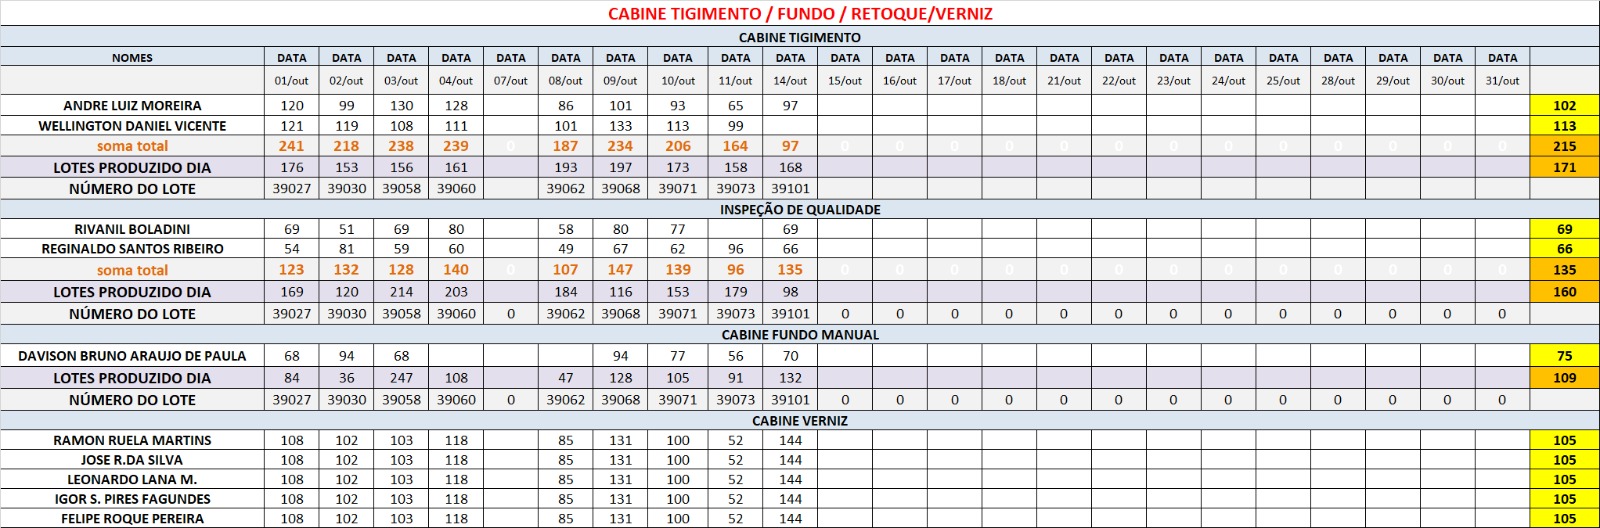 CABINE TIGIMENTO / FUNDO / RETOQUE/VERNIZ
CABINE TIGIMENTO
NOMES DATA DATA DATA DATA DATA DATA DATA DATA DATA DATA DATA DATA DATA DATA DATA DATA DATA DATA DATA DATA DATA DATA DATA
01/out 02/out 03/out 04/out 07/out 08/out 09/out 10/out 11/out 14/out 15/out 16/out 17/out 18/out 21/out 22/out 23/out 24/out 25/out 28/out 29/out 30/out 31/out
ANDRE LUIZ MOREIRA 120 99 130 128 86 101 93 65 97 102
WELLINGTON DANIEL VICENTE 121 119 108 111 101 133 113 99 113
soma total 241 218 238 239 0 187 234 206 164 97 0 0 0 0 0 0 0 0 0 0 0 0 0 215
LOTES PRODUZIDO DIA 176 153 156 161 193 197 173 158 168 171
NÚMERO DO LOTE 39027 39030 39058 39060 39062 39068 39071 39073 39101
INSPEÇÃO DE QUALIDADE
RIVANIL BOLADINI 69 51 69 80 58 80 77 69 69
REGINALDO SANTOS RIBEIRO 54 81 59 60 49 67 62 96 66 66
soma total 123 132 128 140 0 107 147 139 96 135 0 0 0 0 0 0 0 0 0 0 0 0 0 135
LOTES PRODUZIDO DIA 169 120 214 203 184 116 153 179 98 160
NÚMERO DO LOTE 39027 39030 39058 39060 0 39062 39068 39071 39073 39101 0 0 0 0 0 0 0 0 0 0 0 0 0
CABINE FUNDO MANUAL
DAVISON BRUNO ARAUJO DE PAULA 68 94 68 94 77 56 70 75
LOTES PRODUZIDO DIA 84 36 247 108 47 128 105 91 132 109
NÚMERO DO LOTE 39027 39030 39058 39060 0 39062 39068 39071 39073 39101 0 0 0 0 0 0 0 0 0 0 0 0 0
CABINE VERNIZ
RAMON RUELA MARTINS 108 102 103 118 85 131 100 52 144 105
JOSE R.DA SILVA 108 102 103 118 85 131 100 52 144 105
LEONARDO LANA M. 108 102 103 118 85 131 100 52 144 105
IGOR S. PIRES FAGUNDES 108 102 103 118 85 131 100 52 144 105
FELIPE ROQUE PEREIRA 108 102 103 118 85 131 100 52 144 105